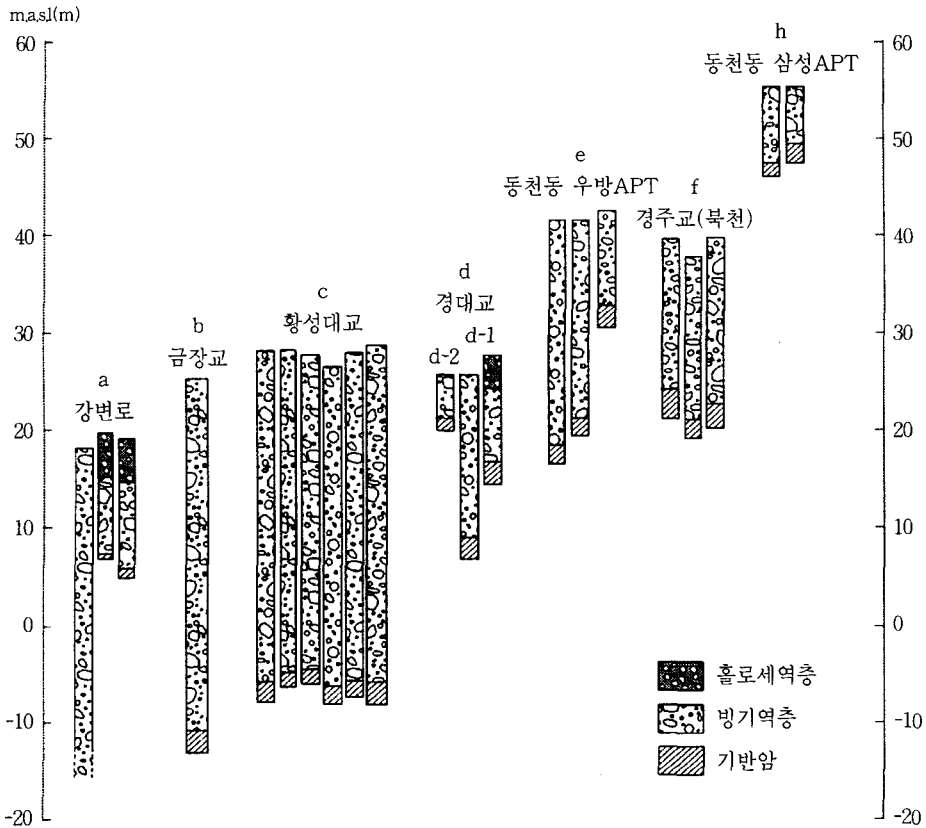 m.a.s.l(m)
60
50
40
30
20
10
0
-10
-20
a
강변로
b
금장교
c
황성대교
d
경대교
d-2
d-1
e
동천동 우방APT
f
경주교(북천)
h
동천동 삼성APT
60
50
40
30
20
10
0
-10
-20
홀로세역층
빙기역층
기반암